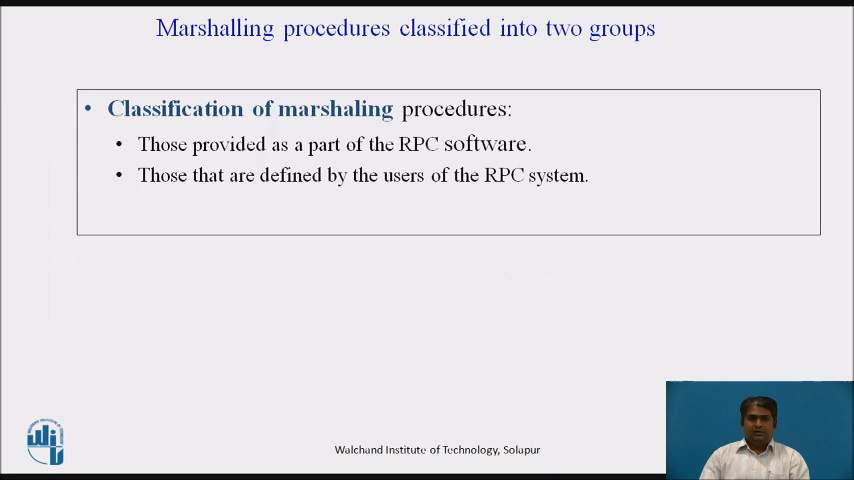 Marshalling procedures classified into two groups
• Classification of marshaling procedures:
• Those provided as a part of the RPC software.
• Those that are defined by the users of the RPC system.
Walchand Institute of Technology, Solapur